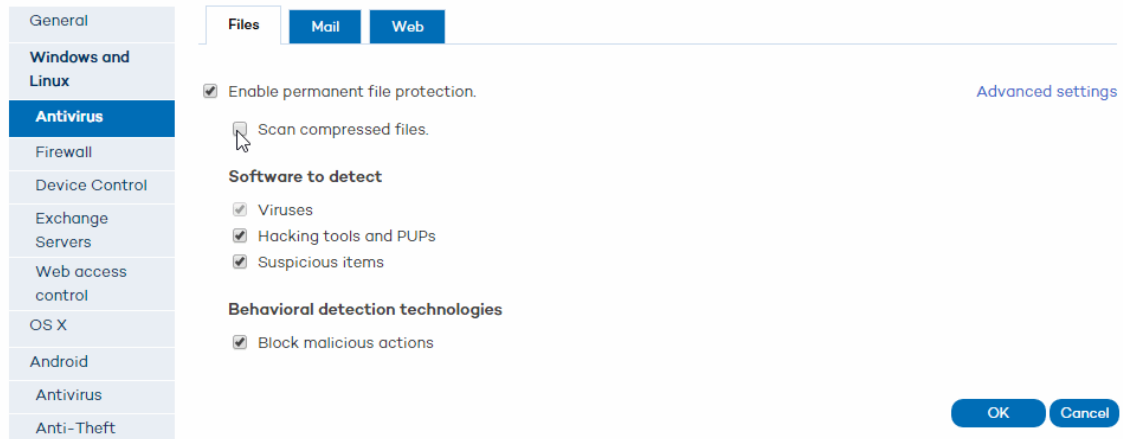 General
Windows and
Linux
Antivirus
Firewall
Device Control
Exchange
Servers
Web access
control
OS X
Android
Antivirus
Anti-Theft
Files Mail Web
Enable permanent file protection. Advanced settings
Scan compressed files.
Software to detect
Viruses
Hacking tools and PUPs
Suspicious items
Behavioral detection technologies
Block malicious actions
OK Cancel